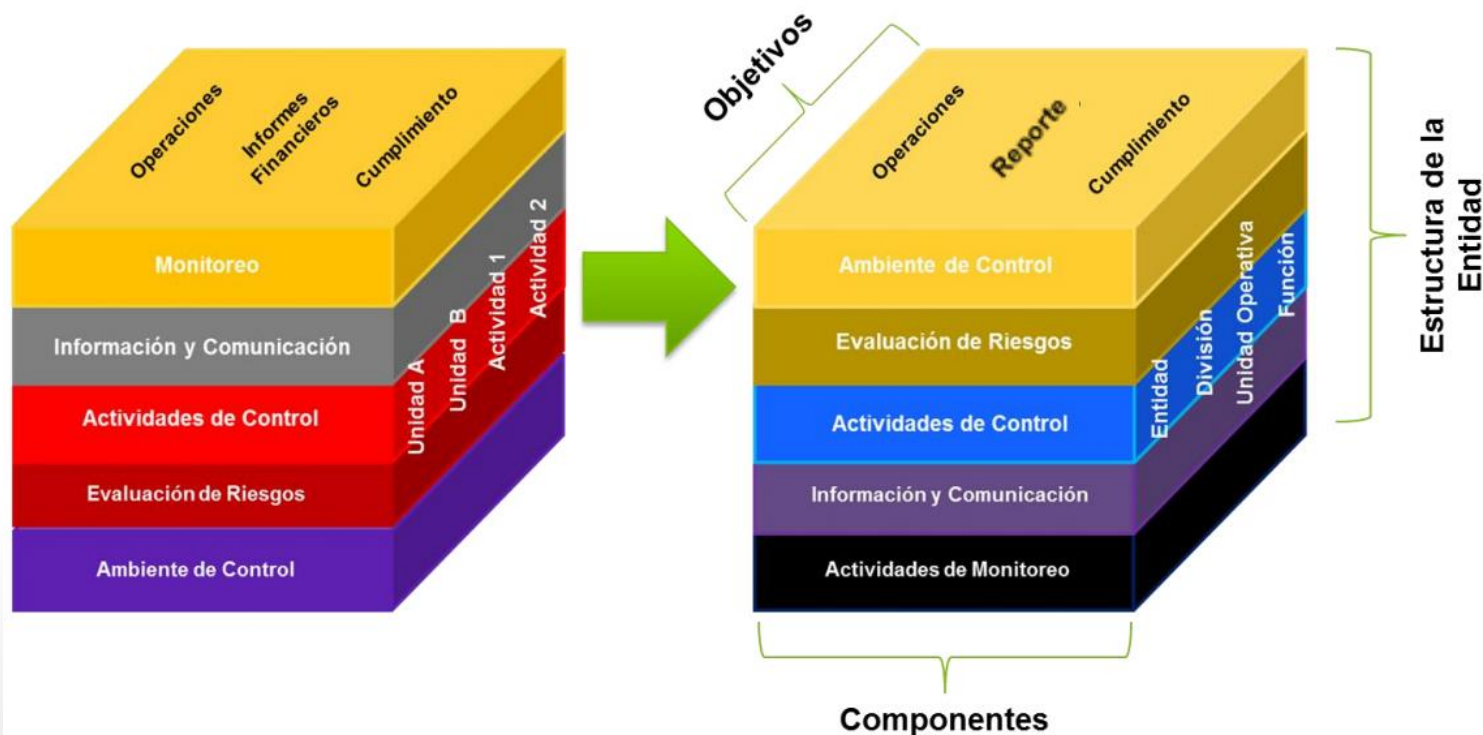 Operaciones
Informes
Financieros
Cumplimiento
Monitoreo
Información y Comunicación
Actividades de Control
Evaluación de Riesgos
Ambiente de Control
Unidad A
Unidad B
Actividad 1
Actividad 2
Objetivos
Operaciones
Reporte
Cumplimiento
Ambiente de Control
Evaluación de Riesgos
Actividades de Control
Información y Comunicación
Actividades de Monitoreo
Entidad
División
Unidad Operativa
Función
Estructura de la
Entidad
Componentes